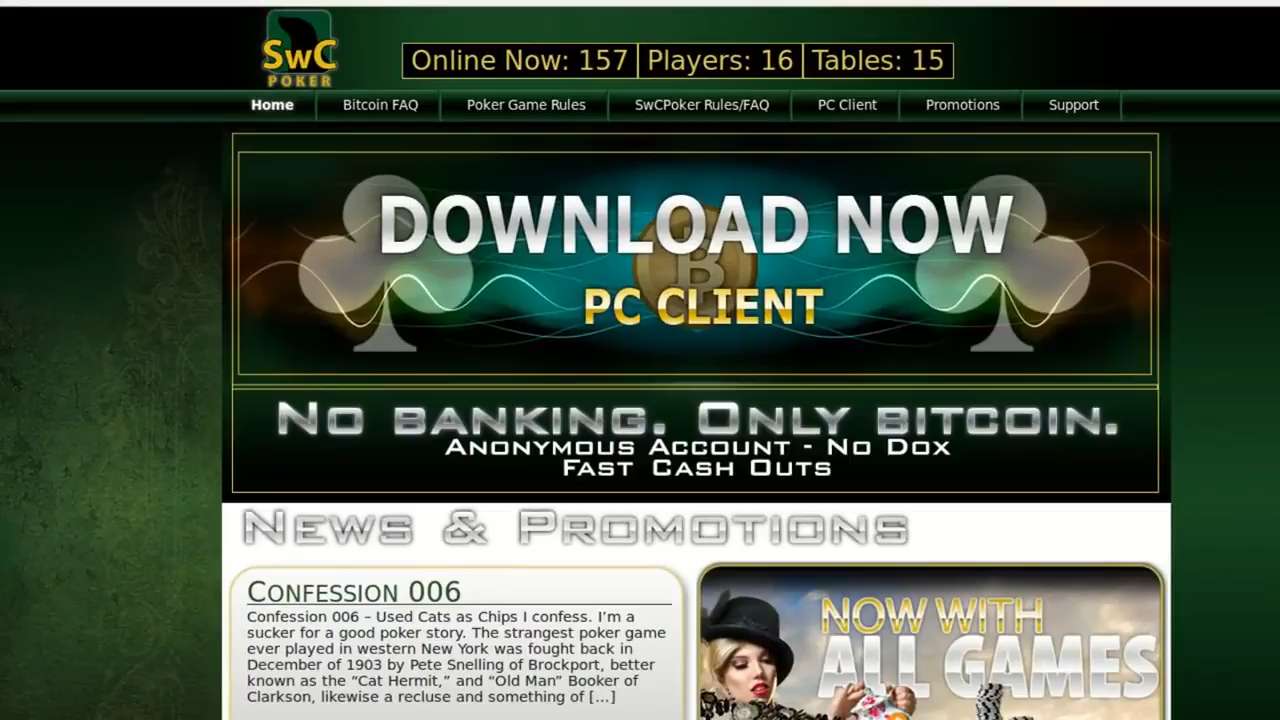 SwC
POKER
Online Now: 157 Players: 16 Tables: 15
Home Bitcoin FAQ Poker Game Rules SwCPoker Rules/FAQ PC Client Promotions Support
DOWNLOAD NOW
PC CLIENT
No banking. Only bitcoin.
Anonymous Account - No Dox
Fast Cash Outs
News & Promotions
Confession 006
Confession 006 – Used Cats as Chips I confess. I’m a
sucker for a good poker story. The strangest poker game
ever played in western New York was fought back in
December of 1903 by Pete Snelling of Brockport, better
known as the “Cat Hermit,” and “Old Man” Booker of
Clarkson, likewise a recluse and something of [...]
NOW WITH
ALL GAMES